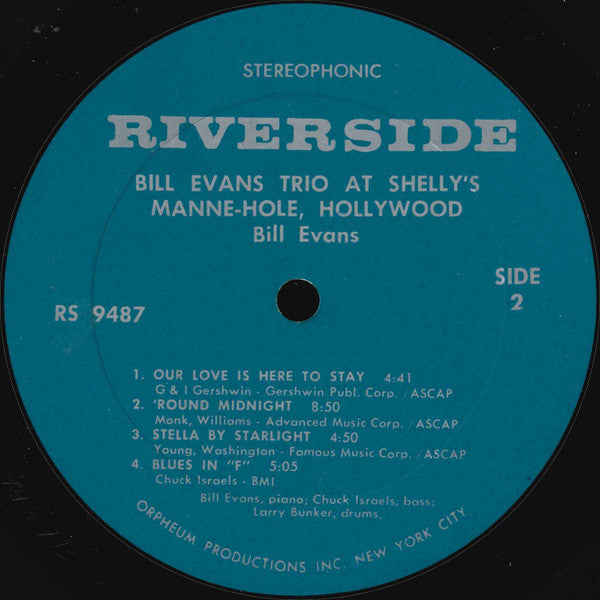 STEREOPHONIC
RIVERSIDE
BILL EVANS TRIO AT SHELLY'S
MANNE-HOLE, HOLLYWOOD
Bill Evans
RS 9487
SIDE
2
1. OUR LOVE IS HERE TO STAY 4:41
G & I Gershwin - Gershwin Publ. Corp. /ASCAP
2. 'ROUND MIDNIGHT 8:50
Monk, Williams - Advanced Music Corp. /ASCAP
3. STELLA BY STARLIGHT 4:50
Young, Washington - Famous Music Corp. /ASCAP
4. BLUES IN "F" 5:05
Chuck Israels - BMI
Bill Evans, piano; Chuck Israels, bass;
Larry Bunker, drums.
ORPHEUM PRODUCTIONS INC. NEW YORK CITY